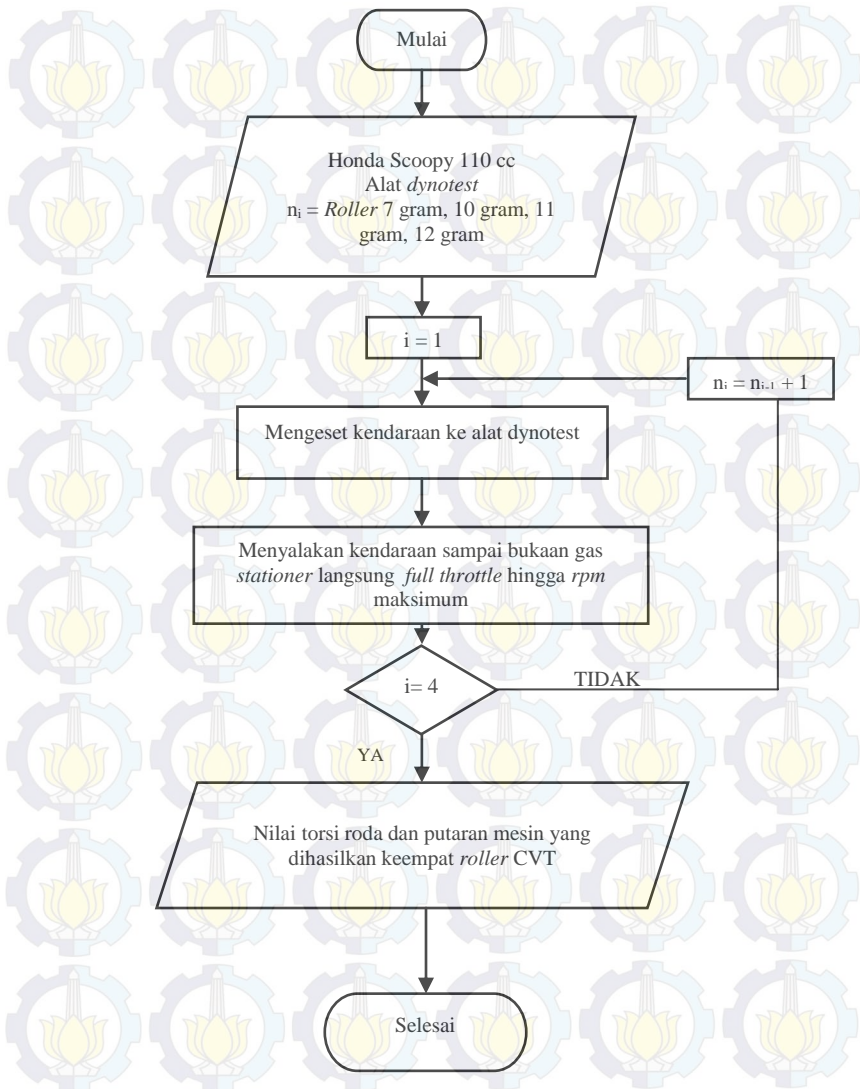 Mulai
Honda Scoopy 110 cc
Alat dynotest
nᵢ = Roller 7 gram, 10 gram, 11
gram, 12 gram
i = 1
nᵢ = nᵢ₋₁ + 1
Mengeset kendaraan ke alat dynotest
Menyalakan kendaraan sampai bukaan gas
stationer langsung full throttle hingga rpm
maksimum
i= 4
TIDAK
YA
Nilai torsi roda dan putaran mesin yang
dihasilkan keempat roller CVT
Selesai